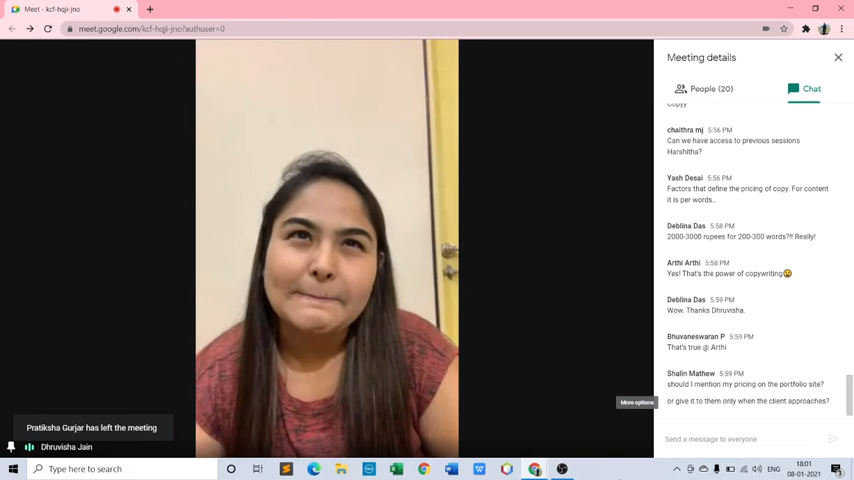 Meet - kcf-hqji-jno
meet.google.com/kcf-hqji-jno?authuser=0
Meeting details
People (20)
Chat
Copyy
chaithra mj 5:56 PM
Can we have access to previous sessions
Harshitha?
Yash Desai 5:56 PM
Factors that define the pricing of copy. For content
it is per words..
Deblina Das 5:58 PM
2000-3000 rupees for 200-300 words?!! Really!
Arthi Arthi 5:58 PM
Yes! That's the power of copywriting😲
Deblina Das 5:59 PM
Wow. Thanks Dhruvisha.
Bhuvaneswaran P 5:59 PM
That's true @ Arthi
Shalin Mathew 5:59 PM
should I mention my pricing on the portfolio site?
or give it to them only when the client approaches?
More options
Pratiksha Gurjar has left the meeting
Dhruvisha Jain
Send a message to everyone
Type here to search
ENG
18:01
08-01-2021
3